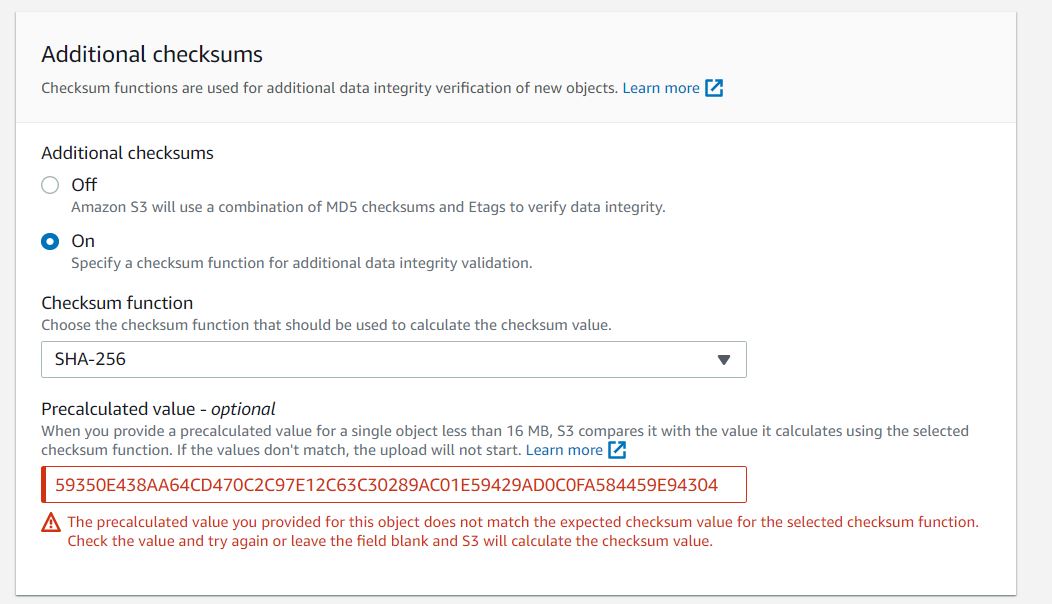 Additional checksums
Checksum functions are used for additional data integrity verification of new objects. Learn more
Additional checksums
Off
Amazon S3 will use a combination of MD5 checksums and Etags to verify data integrity.
On
Specify a checksum function for additional data integrity validation.
Checksum function
Choose the checksum function that should be used to calculate the checksum value.
SHA-256
Precalculated value - optional
When you provide a precalculated value for a single object less than 16 MB, S3 compares it with the value it calculates using the selected
checksum function. If the values don't match, the upload will not start. Learn more
59350E438AA64CD470C2C97E12C63C30289AC01E59429AD0C0FA584459E94304
The precalculated value you provided for this object does not match the expected checksum value for the selected checksum function.
Check the value and try again or leave the field blank and S3 will calculate the checksum value.